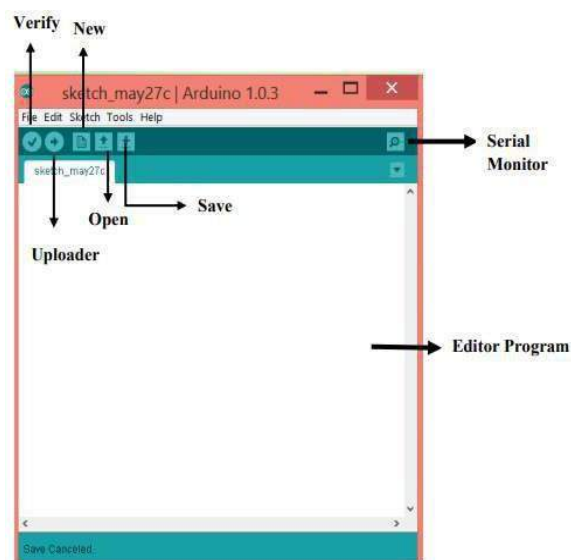 Verify New
sketch_may27c | Arduino 1.0.3
File Edit Sketch Tools Help
Serial
Monitor
sketch_may27c
Save
Open
Uploader
Editor Program
Save Canceled.